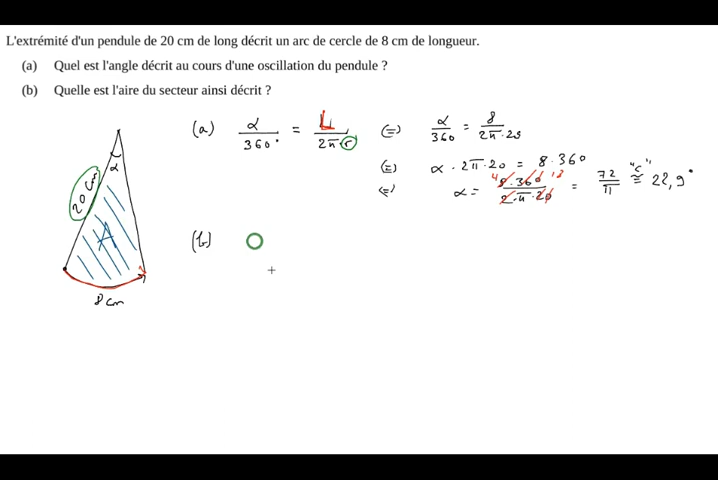 L'extrémité d'un pendule de 20 cm de long décrit un arc de cercle de 8 cm de longueur.
(a) Quel est l'angle décrit au cours d'une oscillation du pendule ?
(b) Quelle est l'aire du secteur ainsi décrit ?
(a) α/360° = L/2π·r (=) α/360 = 8/2π·20
(=) α · 2π·20 = 8·360
(=) α = 8·360/2·π·20 = 72/π ≅ "C" 22,9°
α
20 cm
A
8 cm
(b)